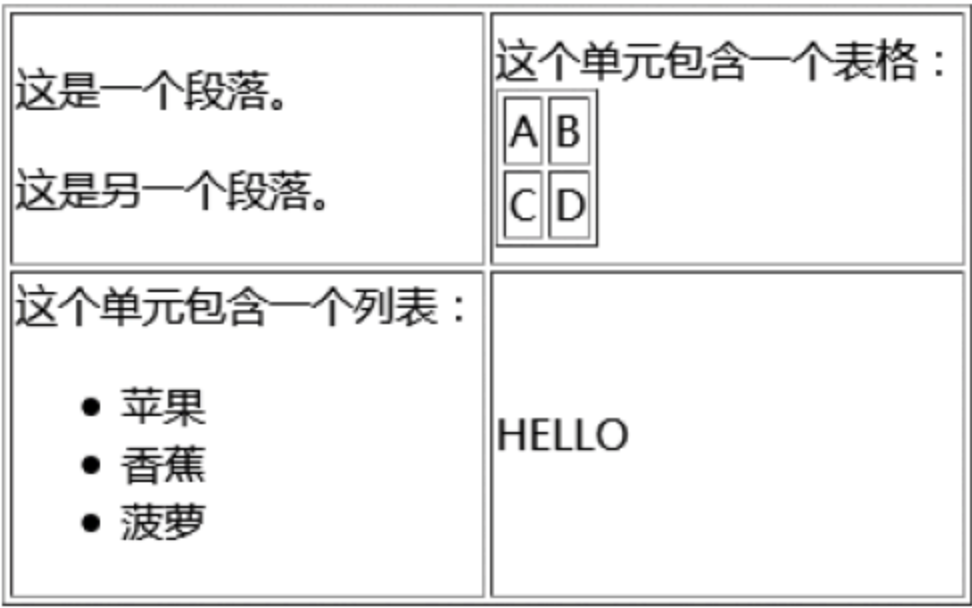 这是一个段落。
这是另一个段落。
这个单元包含一个表格：
A B
C D
这个单元包含一个列表：
• 苹果
• 香蕉
• 菠萝
HELLO